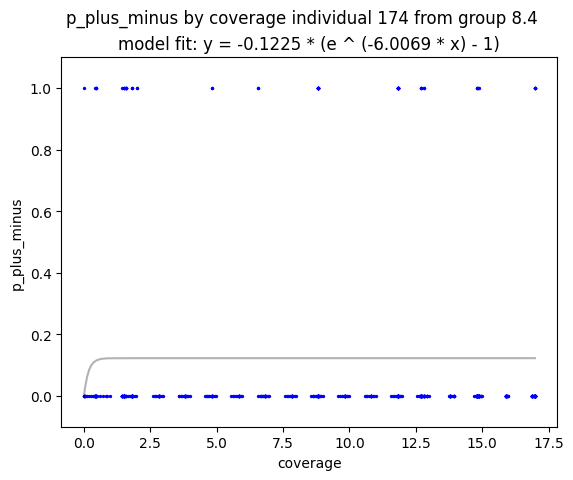 p_plus_minus by coverage individual 174 from group 8.4
model fit: y = -0.1225 * (e ^ (-6.0069 * x) - 1)
1.0
0.8
0.6
0.4
0.2
0.0
p_plus_minus
0.0 2.5 5.0 7.5 10.0 12.5 15.0 17.5
coverage